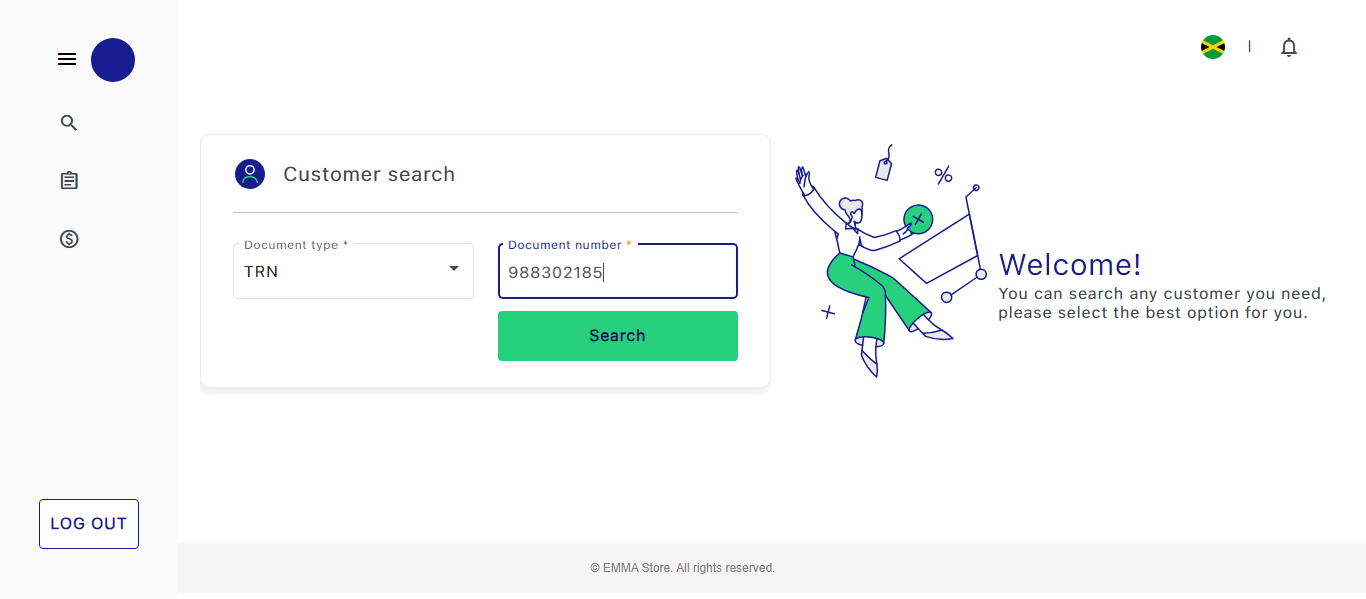 Customer search
Document type *
TRN
Document number *
988302185
Search
%
Welcome!
You can search any customer you need,
please select the best option for you.
LOG OUT
© EMMA Store. All rights reserved.